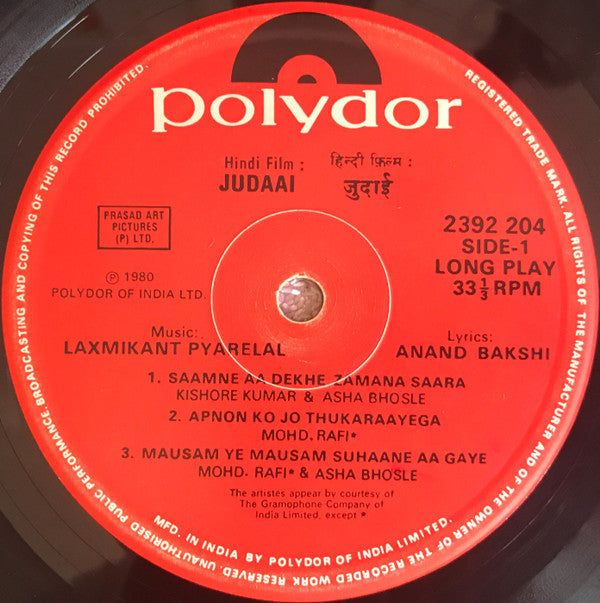 polydor
Hindi Film :
JUDAAI
हिन्दी फ़िल्म :
जुदाई
PRASAD ART
PICTURES
(P) LTD.
℗ 1980
POLYDOR OF INDIA LTD.
2392 204
SIDE-1
LONG PLAY
33 1/3 RPM
Music:
LAXMIKANT PYARELAL
Lyrics:
ANAND BAKSHI
1. SAAMNE AA DEKHE ZAMANA SAARA
KISHORE KUMAR & ASHA BHOSLE
2. APNON KO JO THUKARAAYEGA
MOHD. RAFI*
3. MAUSAM YE MAUSAM SUHAANE AA GAYE
MOHD. RAFI* & ASHA BHOSLE
The artistes appear by courtesy of
The Gramophone Company of
India Limited, except *
MFD. IN INDIA BY POLYDOR OF INDIA LIMITED.
REGISTERED TRADE MARK. ALL RIGHTS OF THE MANUFACTURER AND OF THE OWNER OF THE RECORDED WORK RESERVED. UNAUTHORISED PUBLIC PERFORMANCE, BROADCASTING AND COPYING OF THIS RECORD PROHIBITED.